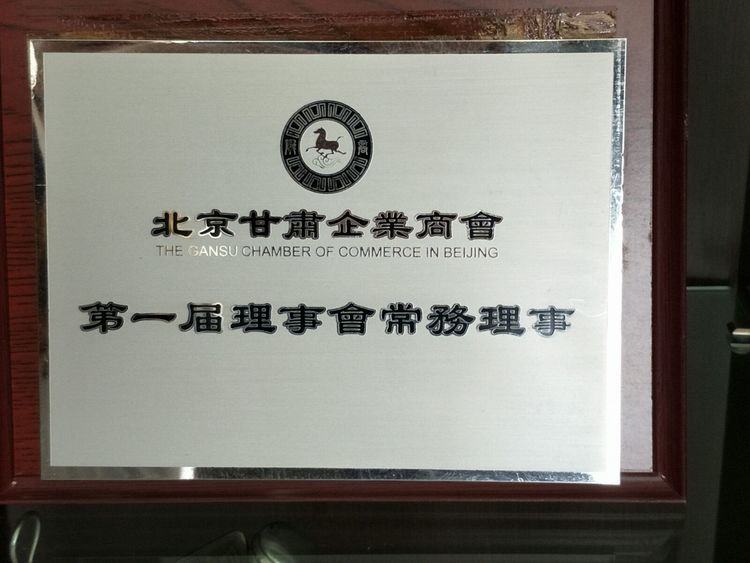 北京甘肅企業商會
THE GANSU CHAMBER OF COMMERCE IN BEIJING
第一届理事會常務理事